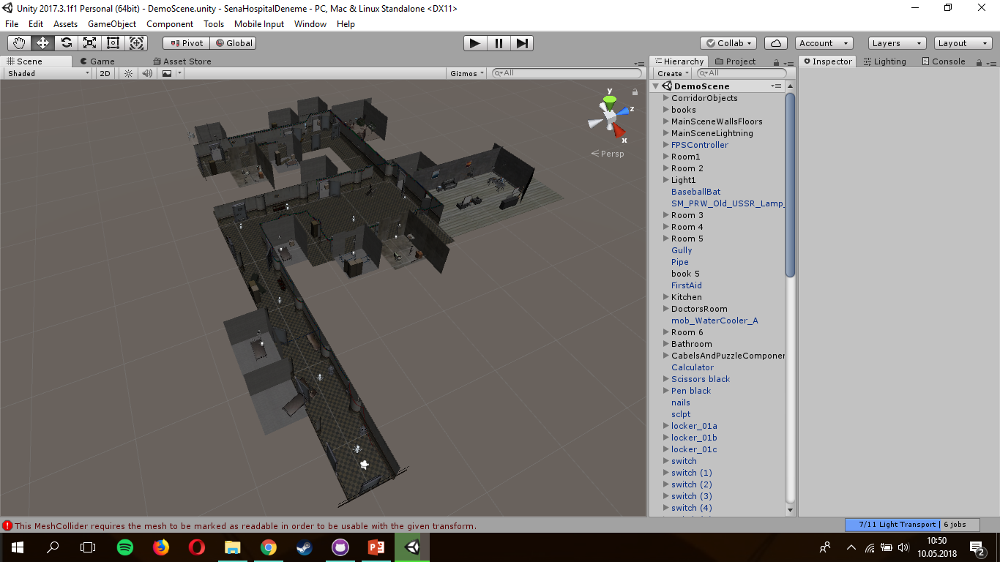 Unity 2017.3.1f1 Personal (64bit) - DemoScene.unity - SenaHospitalDeneme - PC, Mac & Linux Standalone <DX11>
File Edit Assets GameObject Component Tools Mobile Input Window Help
Pivot Global Collab Account Layers Layout
Scene Game Asset Store
Shaded 2D Gizmos All
y
z
x
Persp
Hierarchy Project
Create All
DemoScene
CorridorObjects
books
MainSceneWallsFloors
MainSceneLightning
FPSController
Room1
Room 2
Light1
BaseballBat
SM_PRW_Old_USSR_Lamp_
Room 3
Room 4
Room 5
Gully
Pipe
book 5
FirstAid
Kitchen
DoctorsRoom
mob_WaterCooler_A
Room 6
Bathroom
CabelsAndPuzzleComponen
Calculator
Scissors black
Pen black
nails
sclpt
locker_01a
locker_01b
locker_01c
switch
switch (1)
switch (2)
switch (3)
switch (4)
Inspector Lighting Console
This MeshCollider requires the mesh to be marked as readable in order to be usable with the given transform.
7/11 Light Transport 6 jobs
10:50
10.05.2018
2